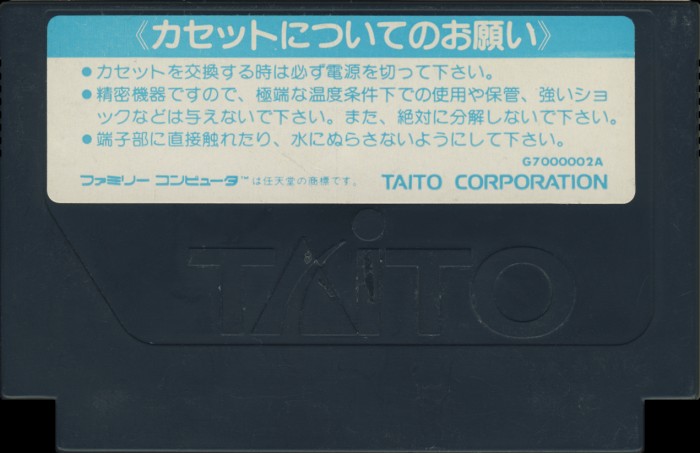 《カセットについてのお願い》
●カセットを交換する時は必ず電源を切って下さい。
●精密機器ですので、極端な温度条件下での使用や保管、強いショ
ックなどは与えないで下さい。また、絶対に分解しないで下さい。
●端子部に直接触れたり、水にぬらさないようにして下さい。
G7000002A
ファミリー コンピュータ™は任天堂の商標です。 TAITO CORPORATION
TAiTO